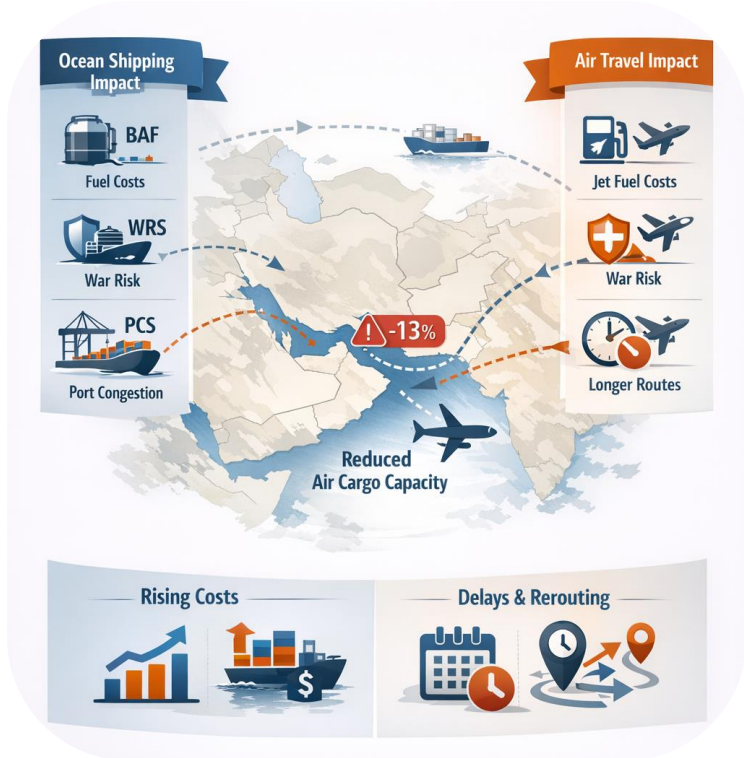 Ocean Shipping
Impact
BAF
Fuel Costs
WRS
War Risk
PCS
Port Congestion
Air Travel Impact
Jet Fuel Costs
War Risk
Longer Routes
-13%
Reduced
Air Cargo Capacity
Rising Costs
$
Delays & Rerouting